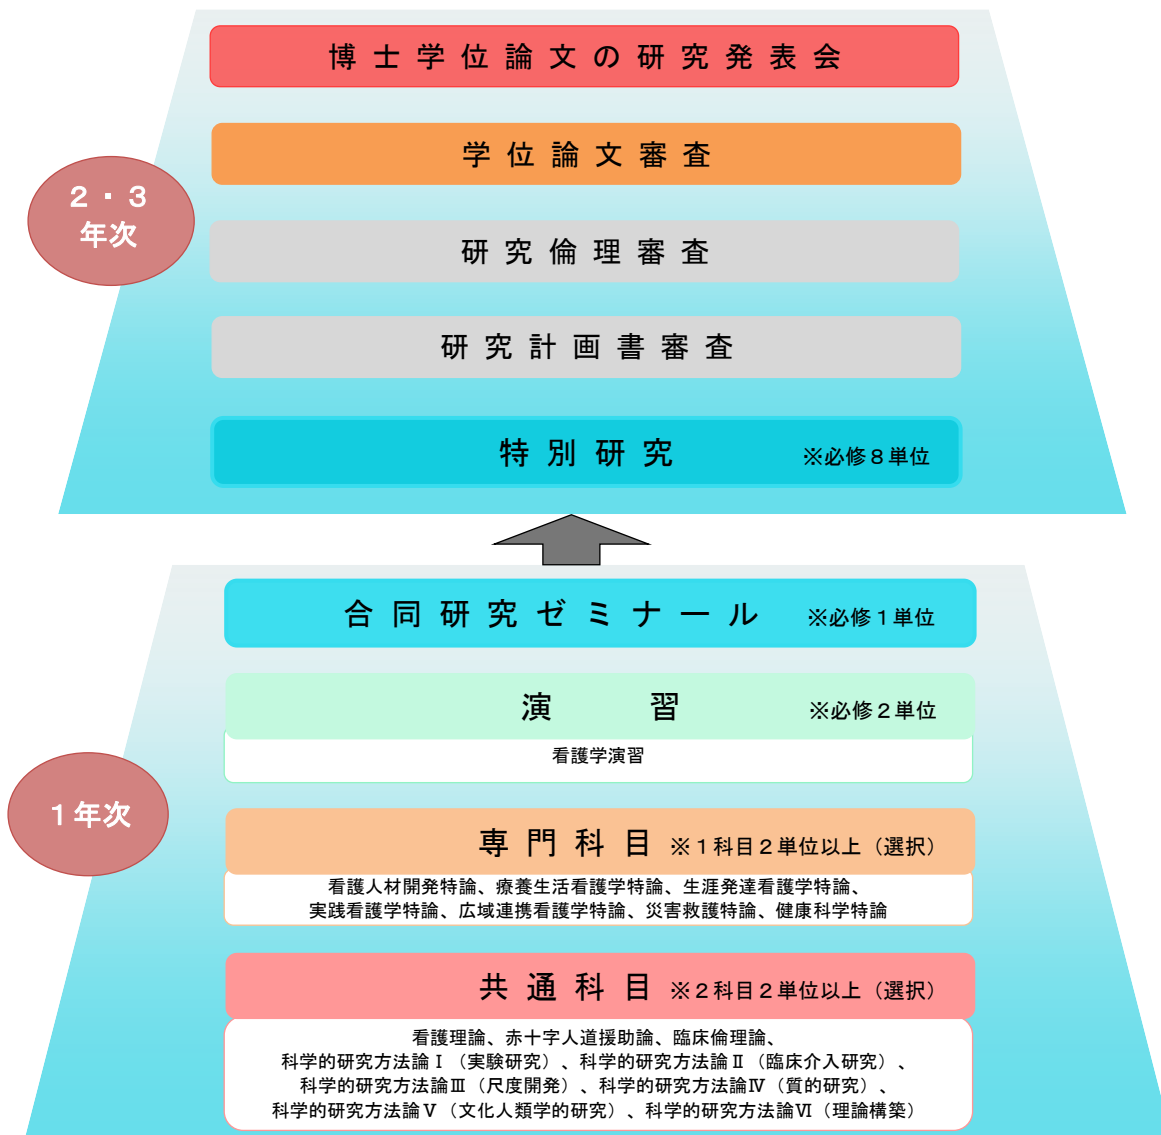 博士学位論文の研究発表会
学位論文審査
2・3
年次
研究倫理審査
研究計画書審査
特別研究 ※必修8単位
合同研究ゼミナール ※必修1単位
演習 ※必修2単位
看護学演習
1年次
専門科目 ※1科目2単位以上（選択）
看護人材開発特論、療養生活看護学特論、生涯発達看護学特論、
実践看護学特論、広域連携看護学特論、災害救護特論、健康科学特論
共通科目 ※2科目2単位以上（選択）
看護理論、赤十字人道援助論、臨床倫理論、
科学的研究方法論Ⅰ（実験研究）、科学的研究方法論Ⅱ（臨床介入研究）、
科学的研究方法論Ⅲ（尺度開発）、科学的研究方法論Ⅳ（質的研究）、
科学的研究方法論Ⅴ（文化人類学的研究）、科学的研究方法論Ⅵ（理論構築）